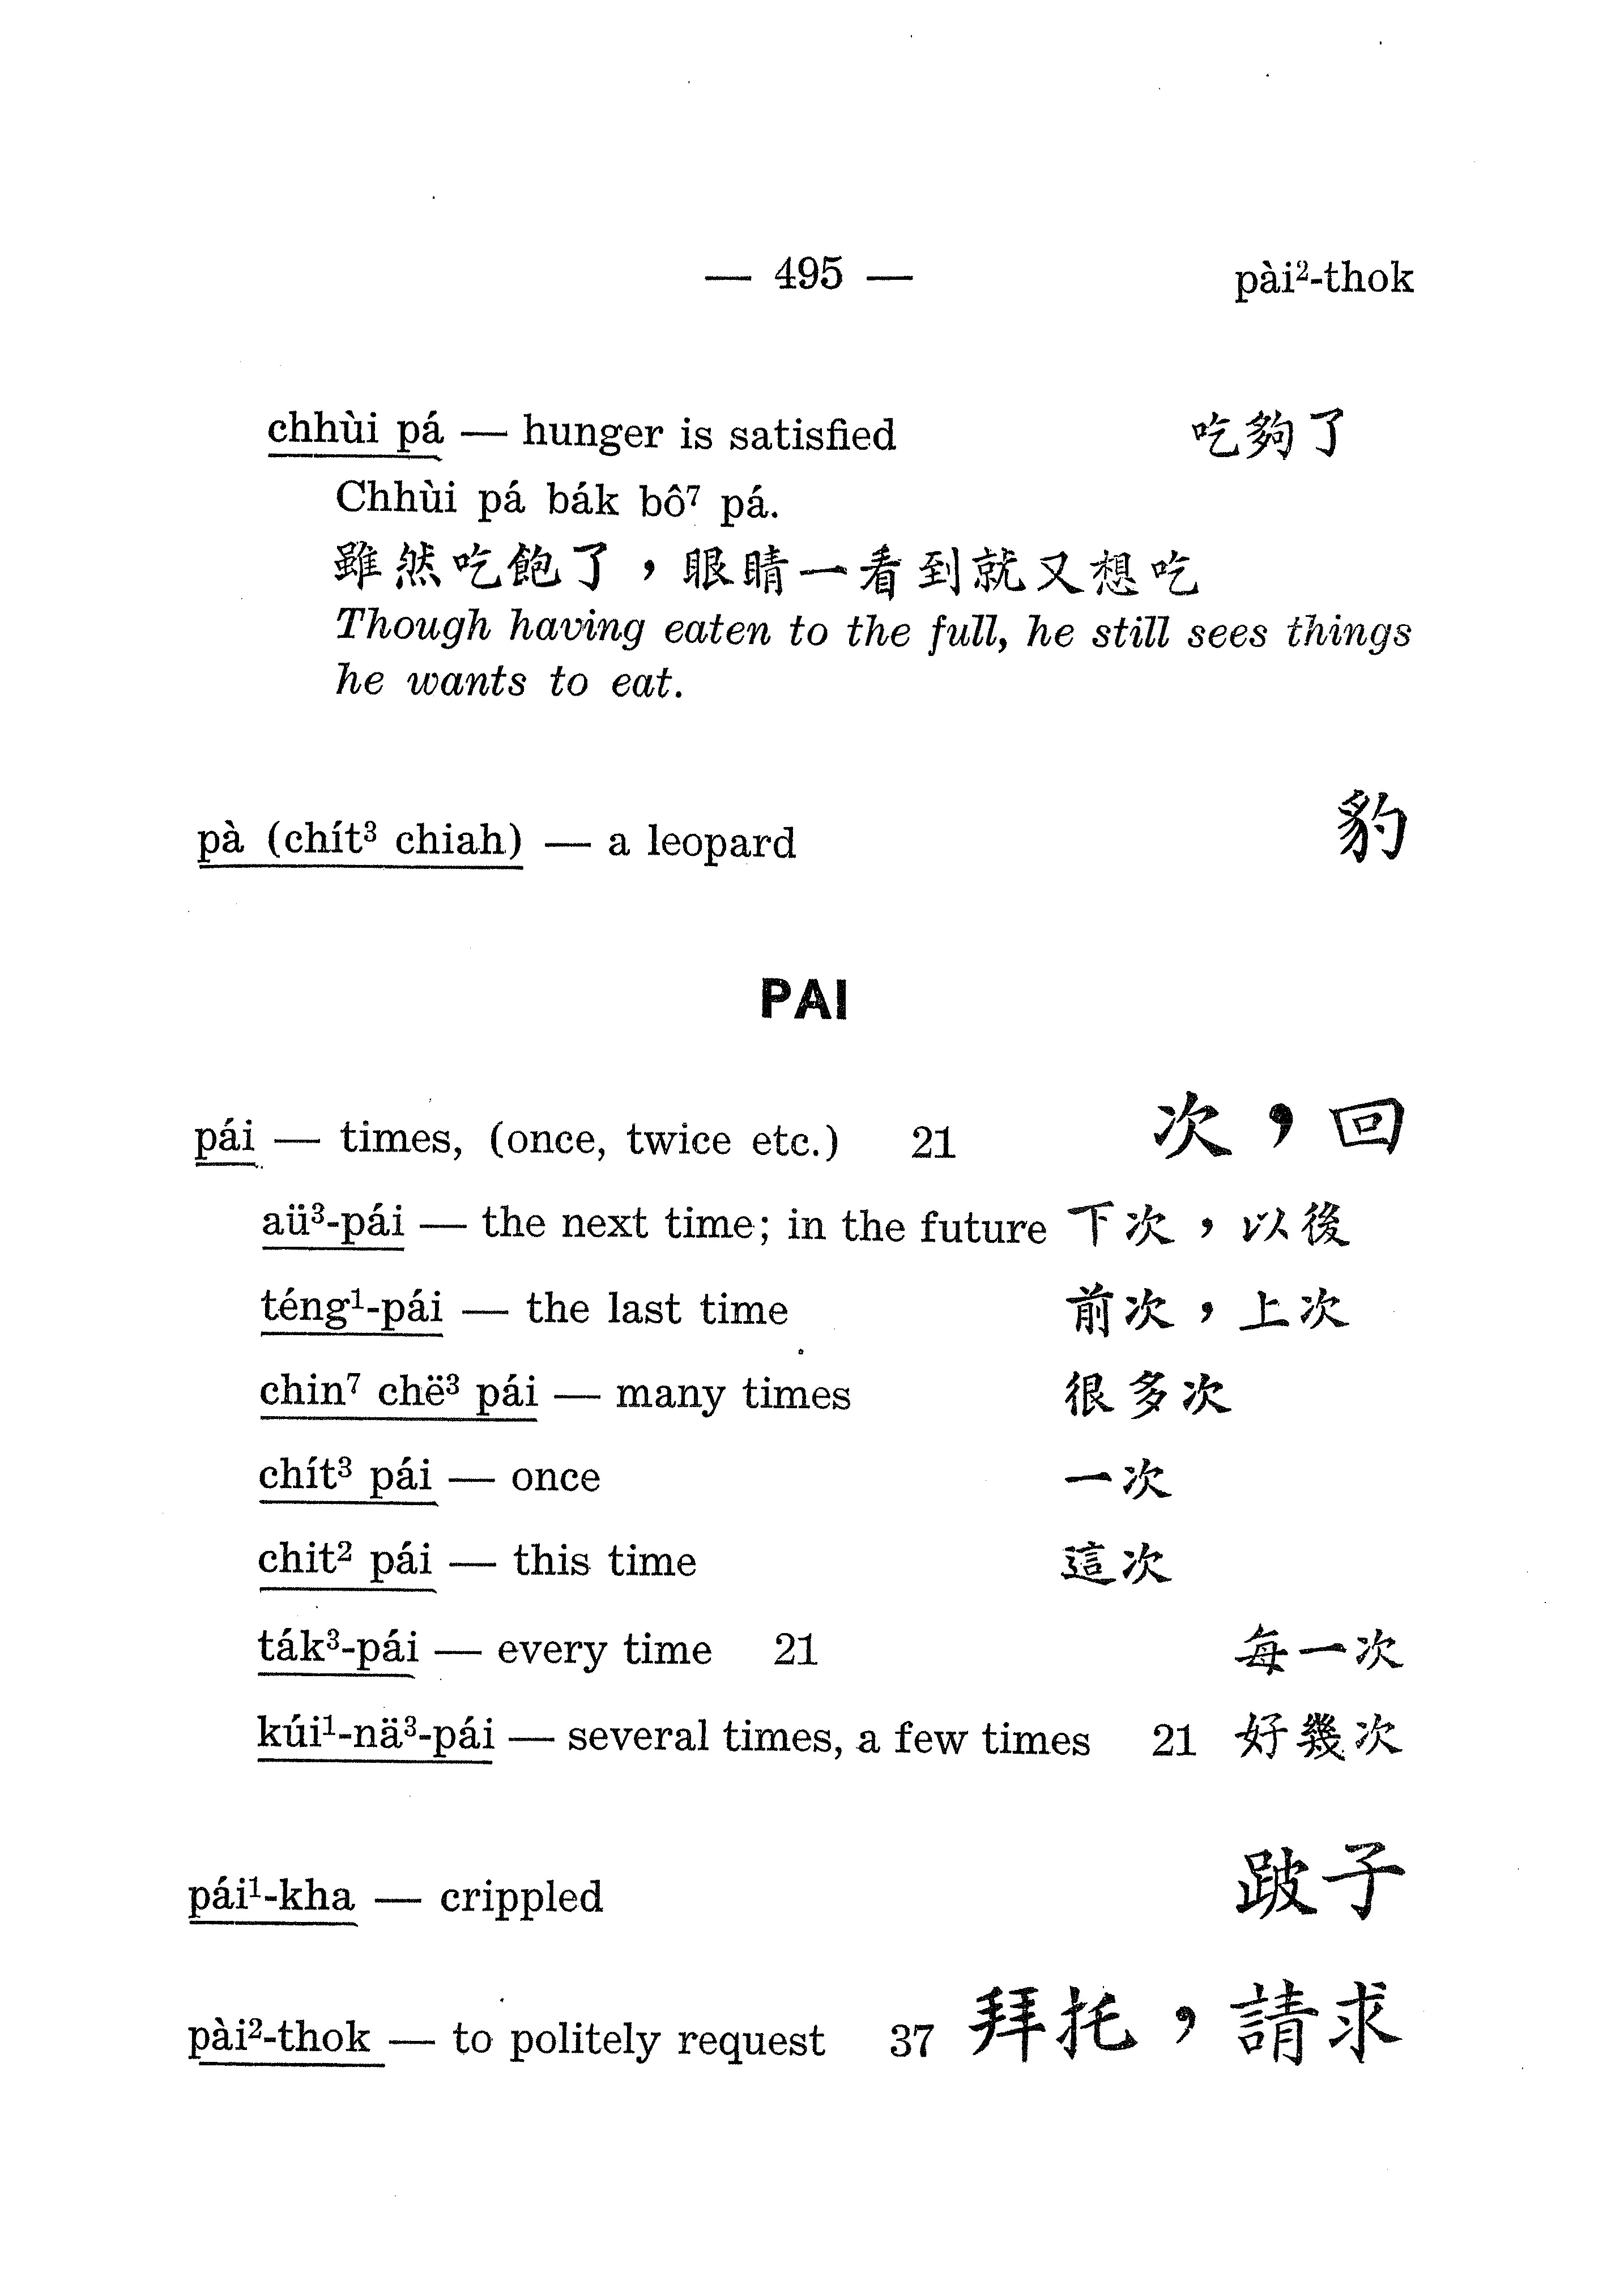 — 495 — pài²-thok
chhùi pá — hunger is satisfied 吃夠了
Chhùi pá bák bô⁷ pá.
雖然吃飽了，眼睛一看到就又想吃
Though having eaten to the full, he still sees things
he wants to eat.
pà (chít³ chiah) — a leopard 豹
PAI
pái — times, (once, twice etc.) 21 次，回
aü³-pái — the next time; in the future 下次，以後
téng¹-pái — the last time 前次，上次
chin⁷ chë³ pái — many times 很多次
chít³ pái — once 一次
chit² pái — this time 這次
ták³-pái — every time 21 每一次
kúi¹-nä³-pái — several times, a few times 21 好幾次
pái¹-kha — crippled 跛子
pài²-thok — to politely request 37 拜托，請求